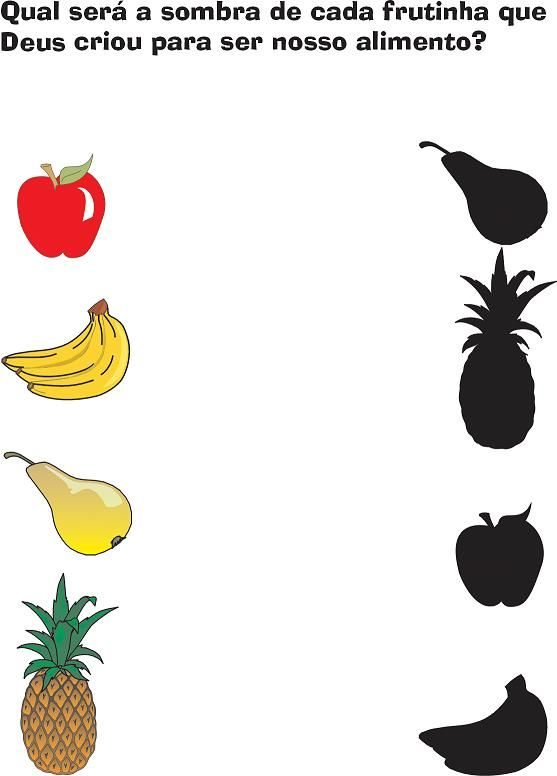 Qual será a sombra de cada frutinha que
Deus criou para ser nosso alimento?